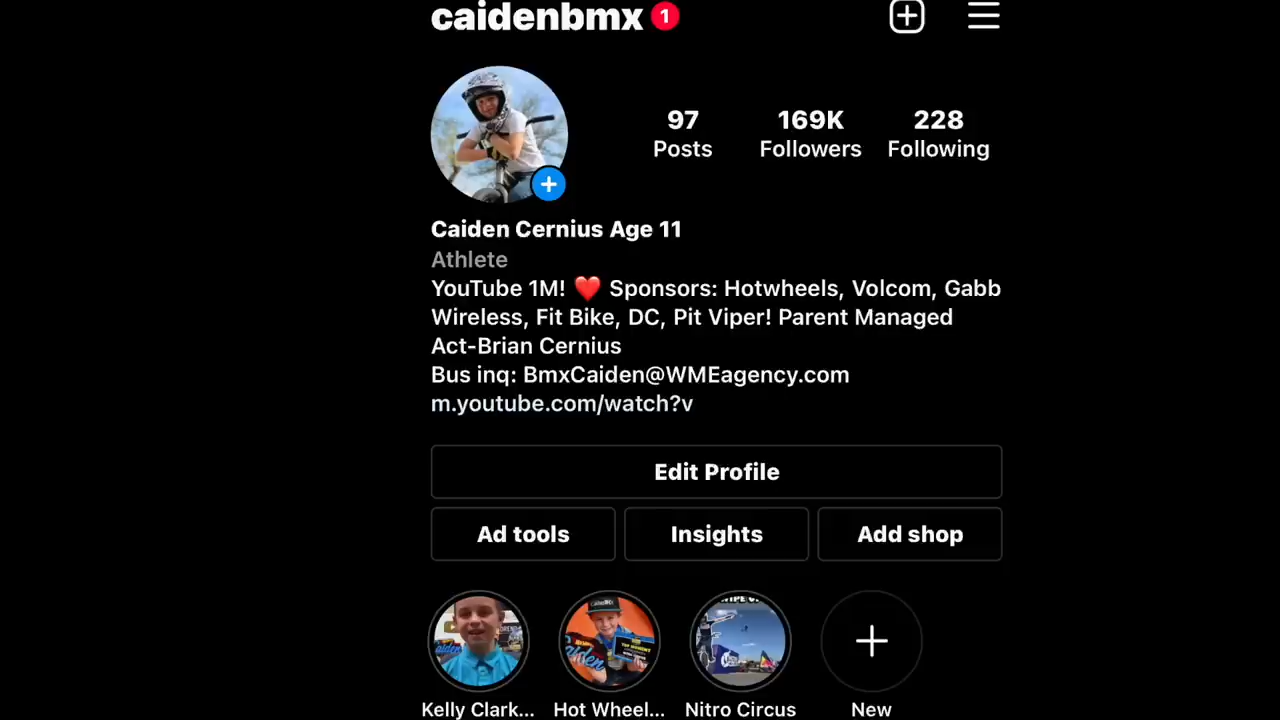 caidenbmx 1
97 169K 228
Posts Followers Following
Caiden Cernius Age 11
Athlete
YouTube 1M! ❤️ Sponsors: Hotwheels, Volcom, Gabb
Wireless, Fit Bike, DC, Pit Viper! Parent Managed
Act-Brian Cernius
Bus inq: BmxCaiden@WMEagency.com
m.youtube.com/watch?v
Edit Profile
Ad tools Insights Add shop
Kelly Clark... Hot Wheel... Nitro Circus New